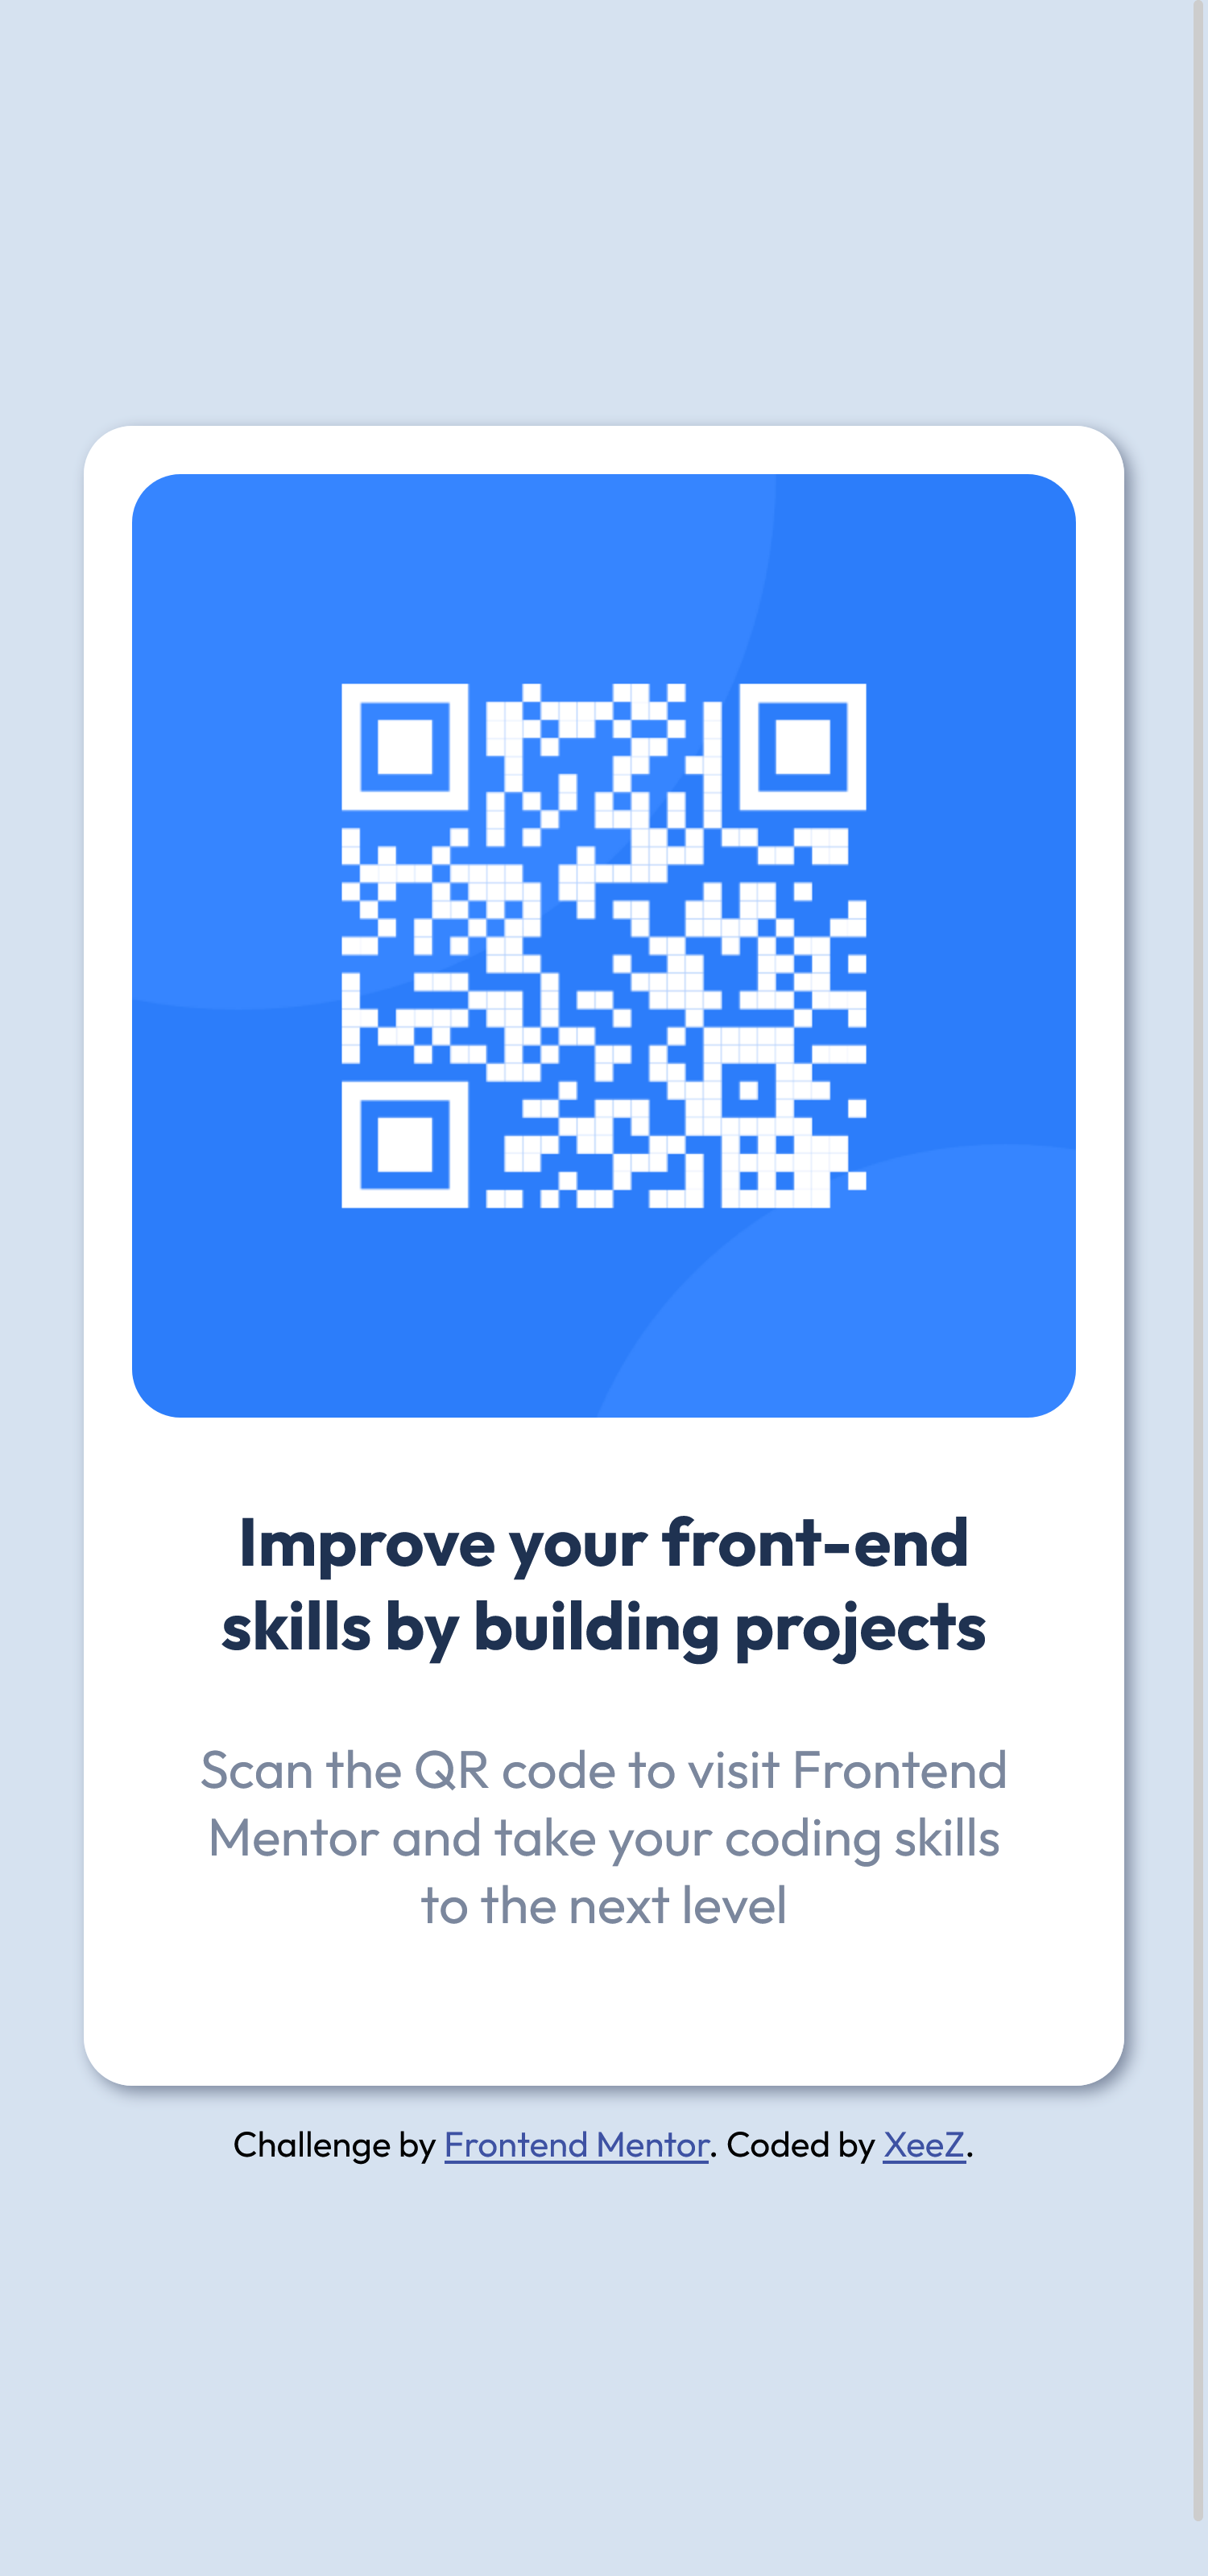 Improve your front-end
skills by building projects
Scan the QR code to visit Frontend
Mentor and take your coding skills
to the next level
Challenge by Frontend Mentor. Coded by XeeZ.